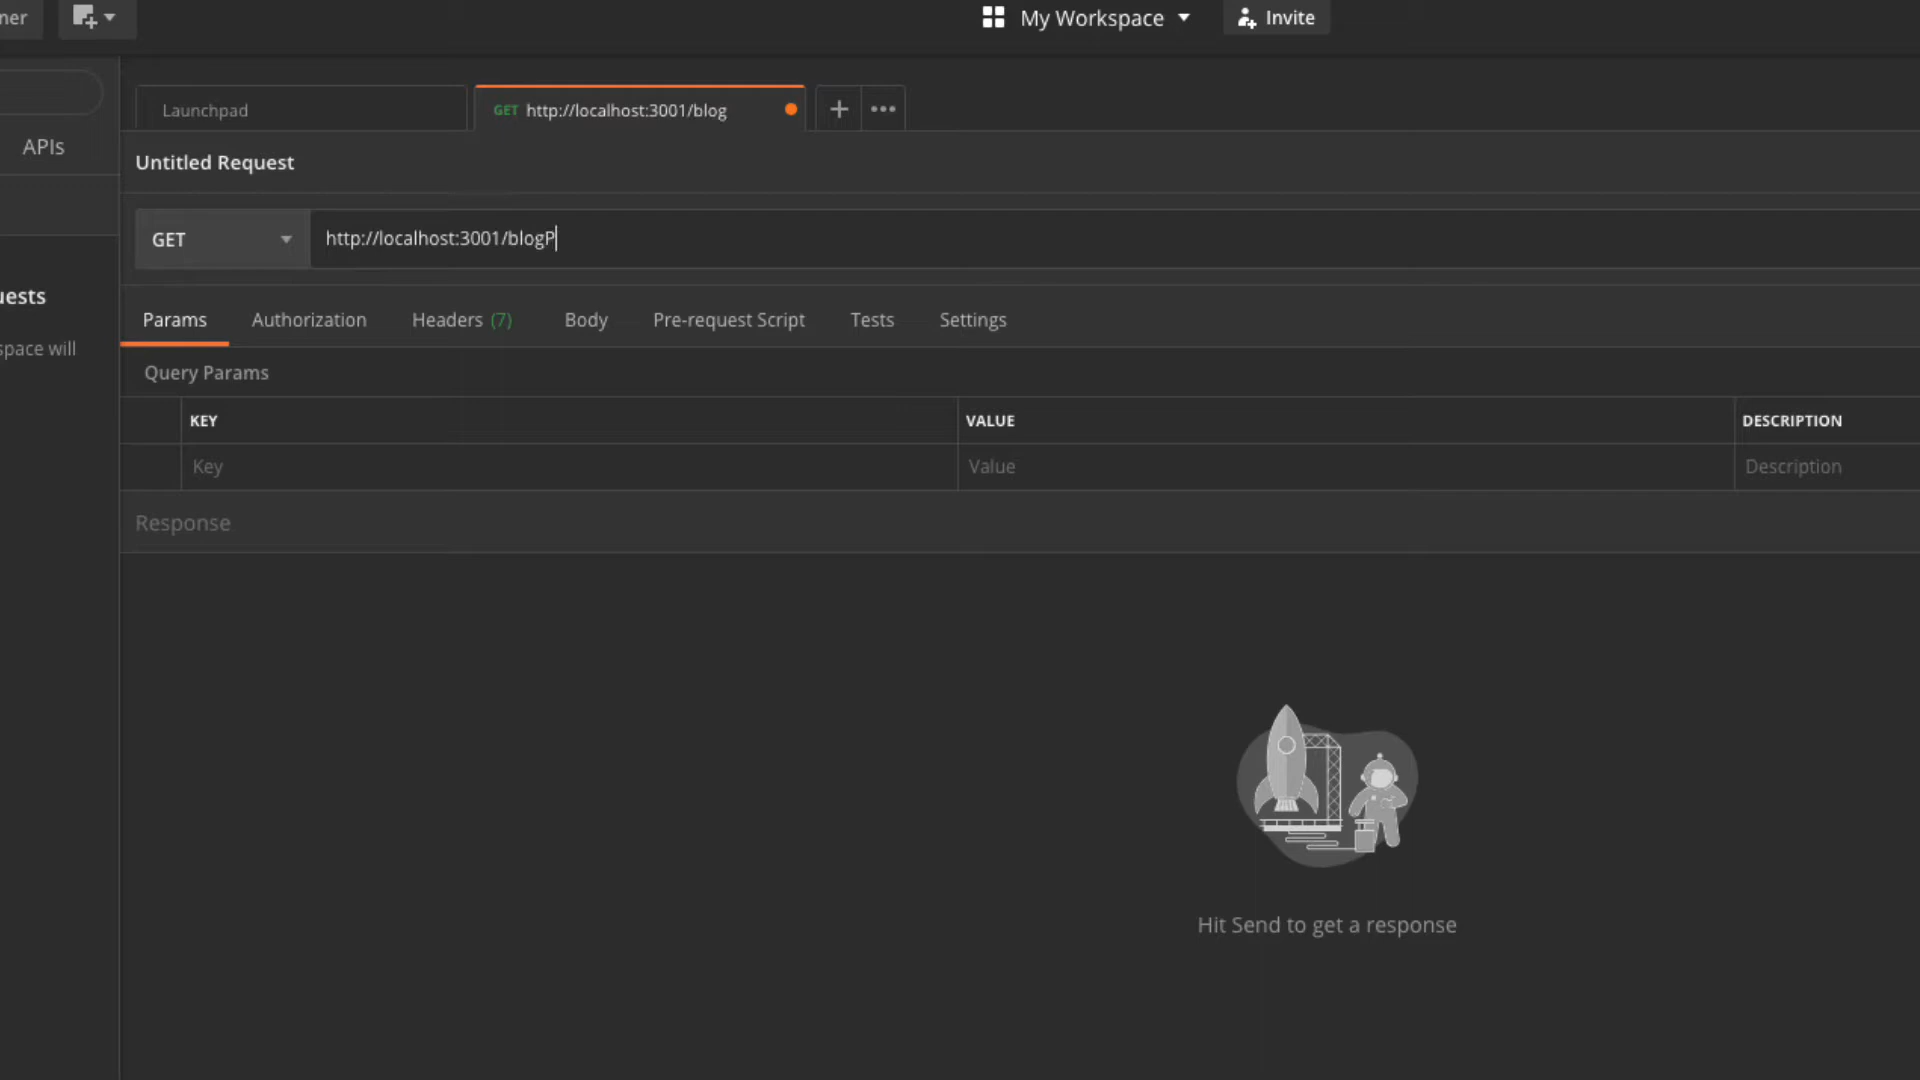 ner
My Workspace
Invite
Launchpad
GET http://localhost:3001/blog
APIs
Untitled Request
GET
http://localhost:3001/blogP
uests
space will
Params
Authorization
Headers (7)
Body
Pre-request Script
Tests
Settings
Query Params
KEY
VALUE
DESCRIPTION
Key
Value
Description
Response
Hit Send to get a response